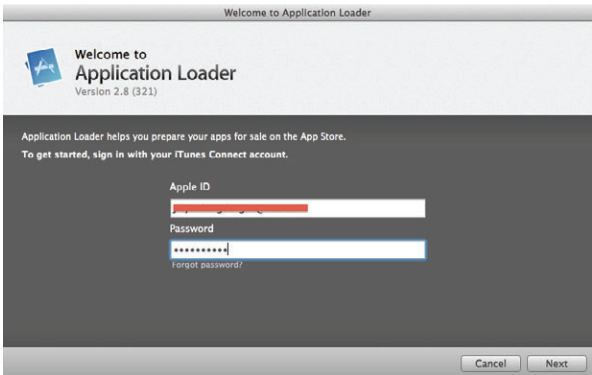 Welcome to Application Loader
Welcome to
Application Loader
Version 2.8 (321)
Application Loader helps you prepare your apps for sale on the App Store.
To get started, sign in with your iTunes Connect account.
Apple ID
Password
••••••••••
Forgot password?
Cancel
Next